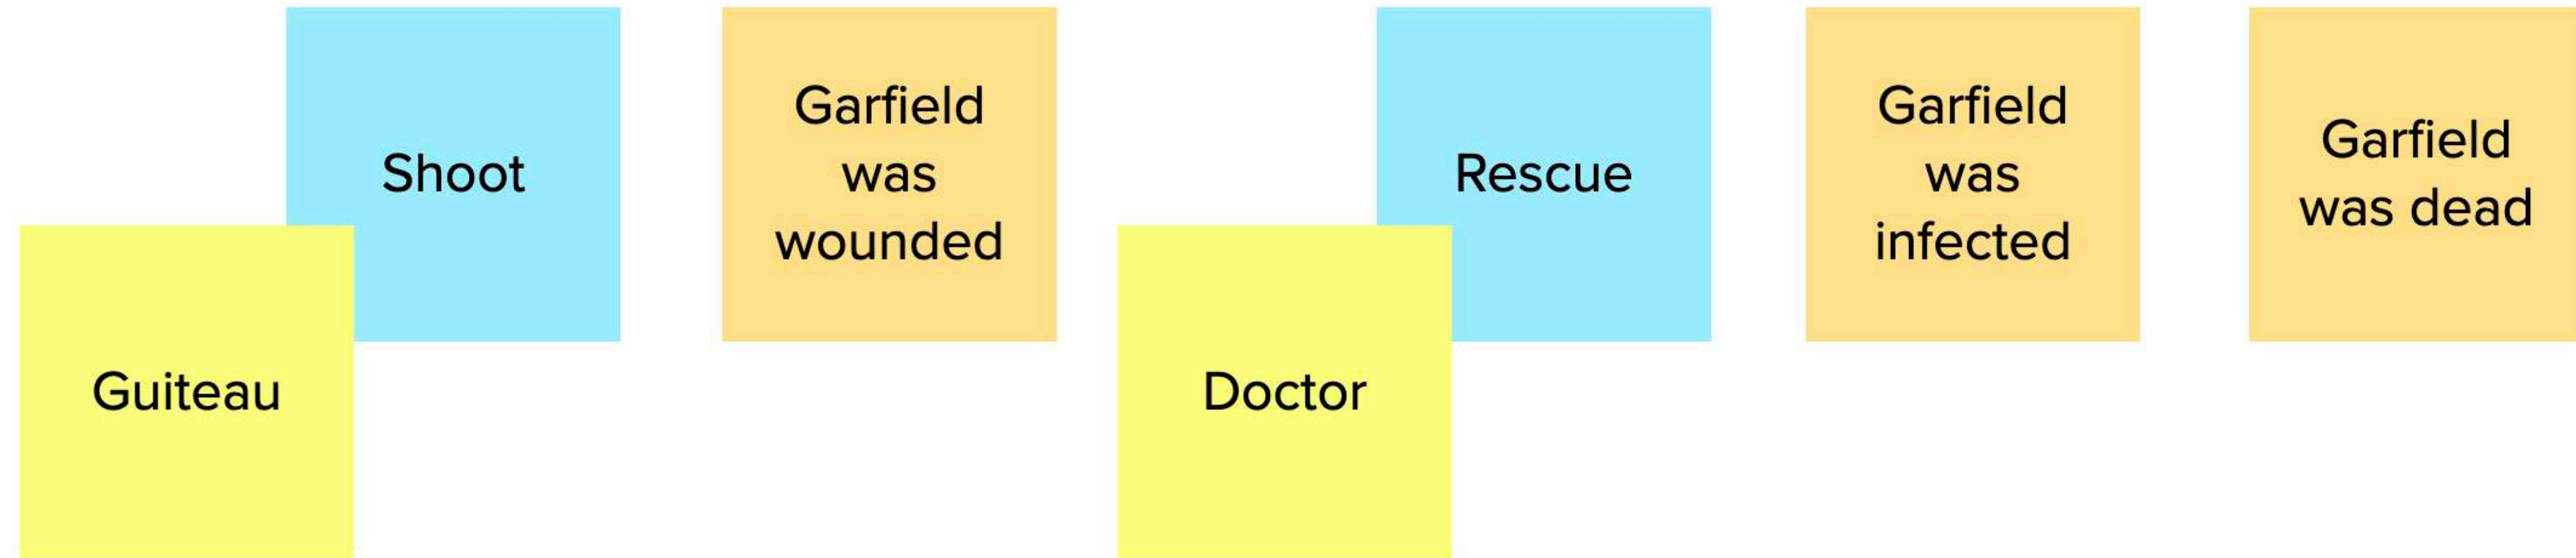 Shoot
Guiteau
Garfield
was
wounded
Rescue
Doctor
Garfield
was
infected
Garfield
was dead